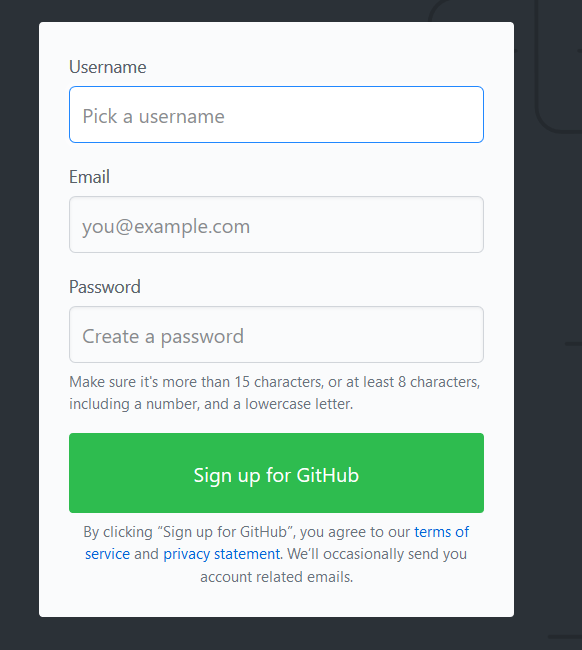 Username
Pick a username
Email
you@example.com
Password
Create a password
Make sure it's more than 15 characters, or at least 8 characters,
including a number, and a lowercase letter.
Sign up for GitHub
By clicking “Sign up for GitHub”, you agree to our terms of
service and privacy statement. We’ll occasionally send you
account related emails.